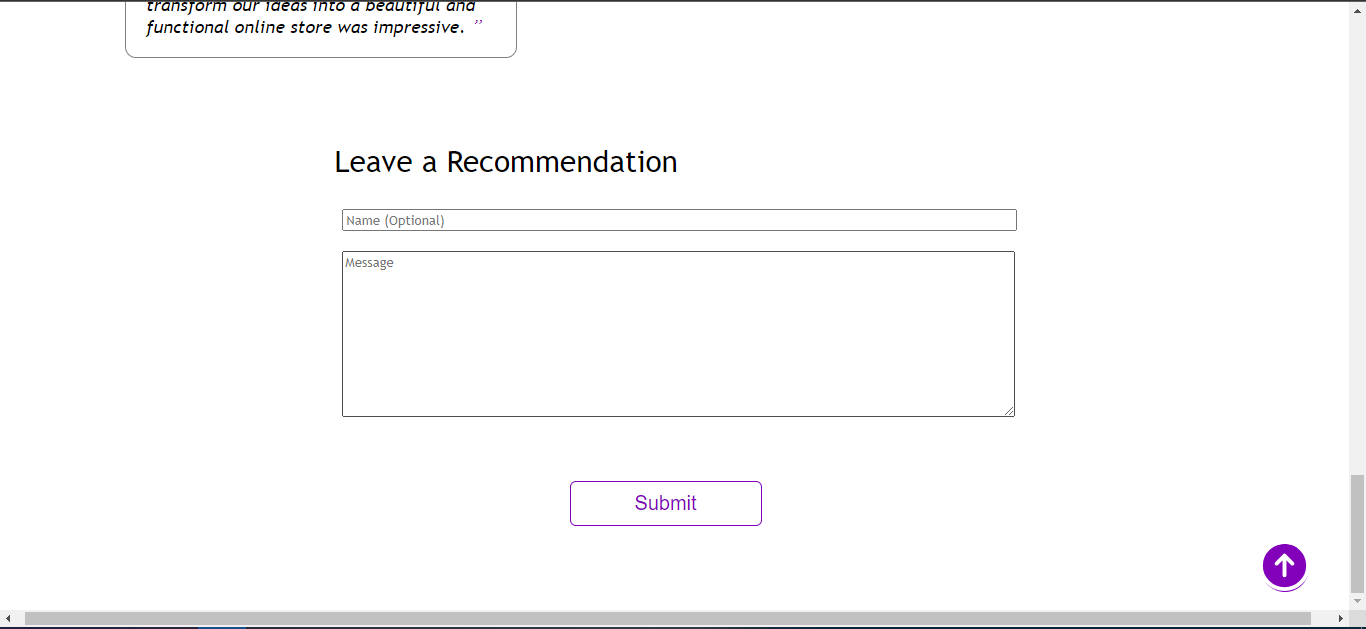 transform our ideas into a beautiful and
functional online store was impressive. ”
Leave a Recommendation
Name (Optional)
Message
Submit